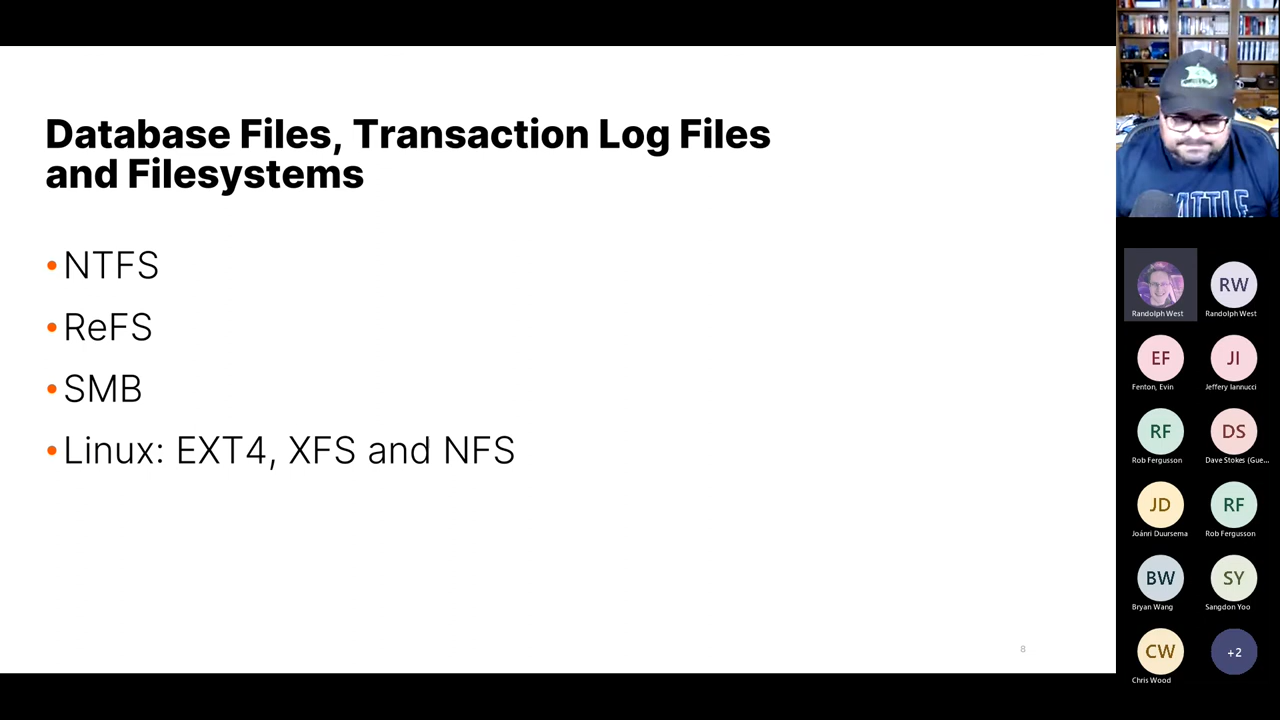 Database Files, Transaction Log Files
and Filesystems
•NTFS
•ReFS
•SMB
•Linux: EXT4, XFS and NFS
8
Randolph West
RW
Randolph West
EF
Fenton, Evin
JI
Jeffery Iannucci
RF
Rob Fergusson
DS
Dave Stokes (Gue...
JD
Joánri Duursema
RF
Rob Fergusson
BW
Bryan Wang
SY
Sangdon Yoo
CW
Chris Wood
+2